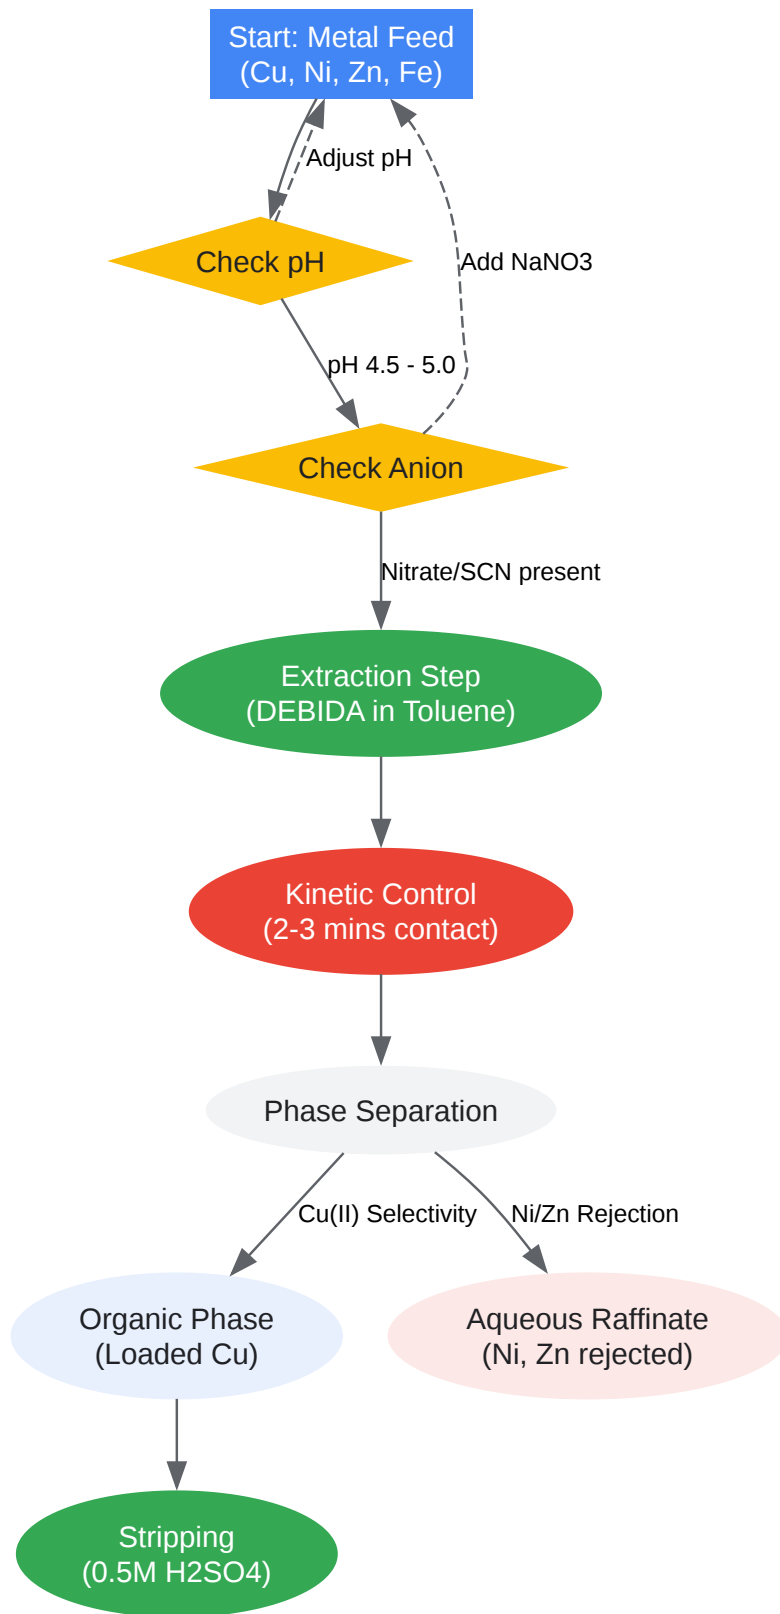 Start: Metal Feed
(Cu, Ni, Zn, Fe)
Adjust pH
Check pH
Add NaNO3
pH 4.5 - 5.0
Check Anion
Nitrate/SCN present
Extraction Step
(DEBIDA in Toluene)
Kinetic Control
(2-3 mins contact)
Phase Separation
Cu(II) Selectivity
Ni/Zn Rejection
Organic Phase
(Loaded Cu)
Aqueous Raffinate
(Ni, Zn rejected)
Stripping
(0.5M H2SO4)